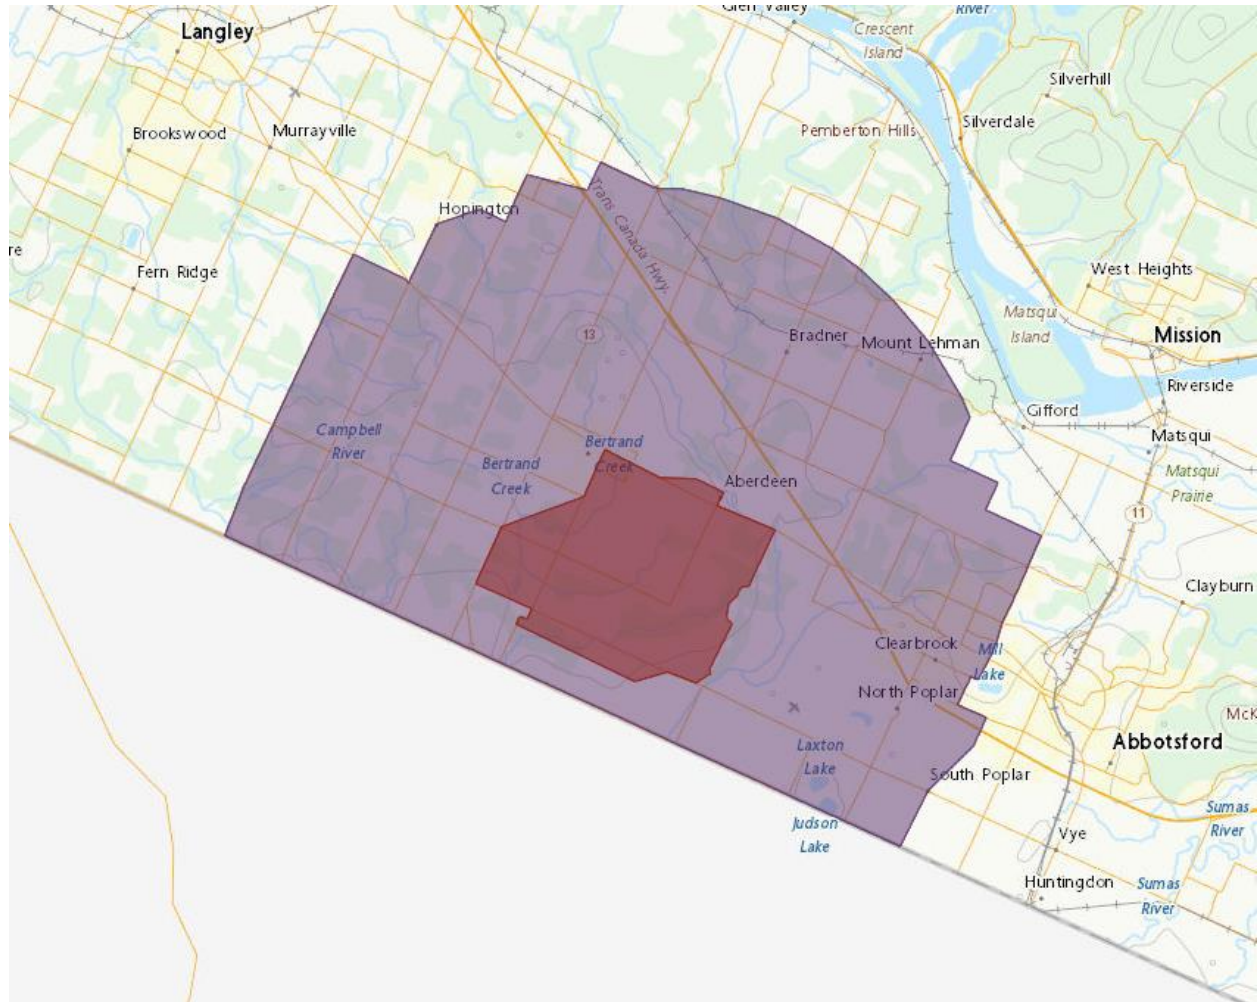 Glen Valley
River
Langley
Crescent
Island
Silverhill
Brookswood
Murrayville
Pemberton Hills
Silverdale
Hopington
Trans Canada Hwy.
re
Fern Ridge
West Heights
Matsqui
Island
13
Bradner
Mount Lehman
Mission
Riverside
Gifford
Campbell
River
Bertrand
Creek
Bertrand
Creek
Matsqui
Matsqui
Prairie
Aberdeen
11
Clayburn
Clearbrook
Mill
Lake
North Poplar
McK
Laxton
Lake
Abbotsford
South Poplar
Judson
Lake
Sumas
River
Vye
Huntingdon
Sumas
River